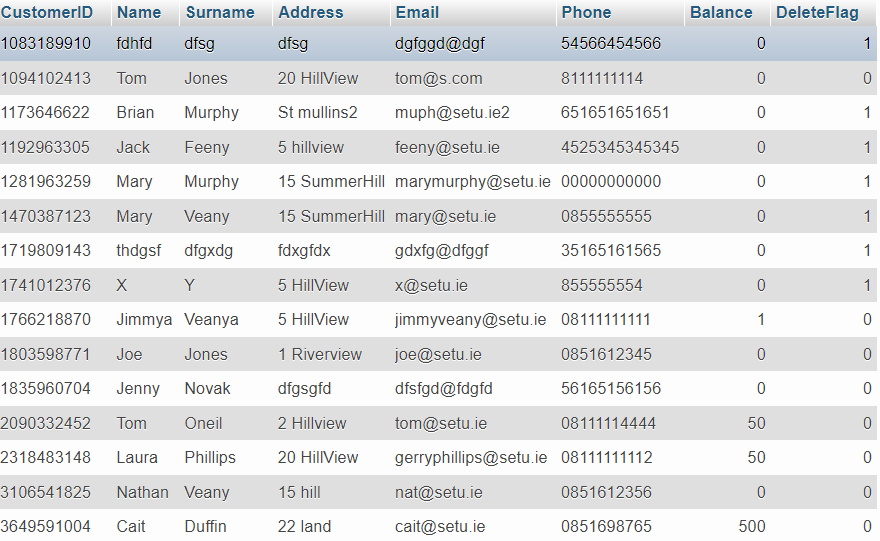 CustomerID Name Surname Address Email Phone Balance DeleteFlag
1083189910 fdhfd dfsg dfsg dgfggd@dgf 54566454566 0 1
1094102413 Tom Jones 20 HillView tom@s.com 8111111114 0 0
1173646622 Brian Murphy St mullins2 muph@setu.ie2 651651651651 0 1
1192963305 Jack Feeny 5 hillview feeny@setu.ie 4525345345345 0 1
1281963259 Mary Murphy 15 SummerHill marymurphy@setu.ie 00000000000 0 1
1470387123 Mary Veany 15 SummerHill mary@setu.ie 0855555555 0 1
1719809143 thdgsf dfgxdg fdxgfdx gdxfg@dfggf 35165161565 0 1
1741012376 X Y 5 HillView x@setu.ie 855555554 0 1
1766218870 Jimmya Veanya 5 HillView jimmyveany@setu.ie 08111111111 1 0
1803598771 Joe Jones 1 Riverview joe@setu.ie 0851612345 0 0
1835960704 Jenny Novak dfgsgfd dfsfgd@fdgfd 56165156156 0 0
2090332452 Tom Oneil 2 Hillview tom@setu.ie 08111114444 50 0
2318483148 Laura Phillips 20 HillView gerryphillips@setu.ie 08111111112 50 0
3106541825 Nathan Veany 15 hill nat@setu.ie 0851612356 0 0
3649591004 Cait Duffin 22 land cait@setu.ie 0851698765 500 0